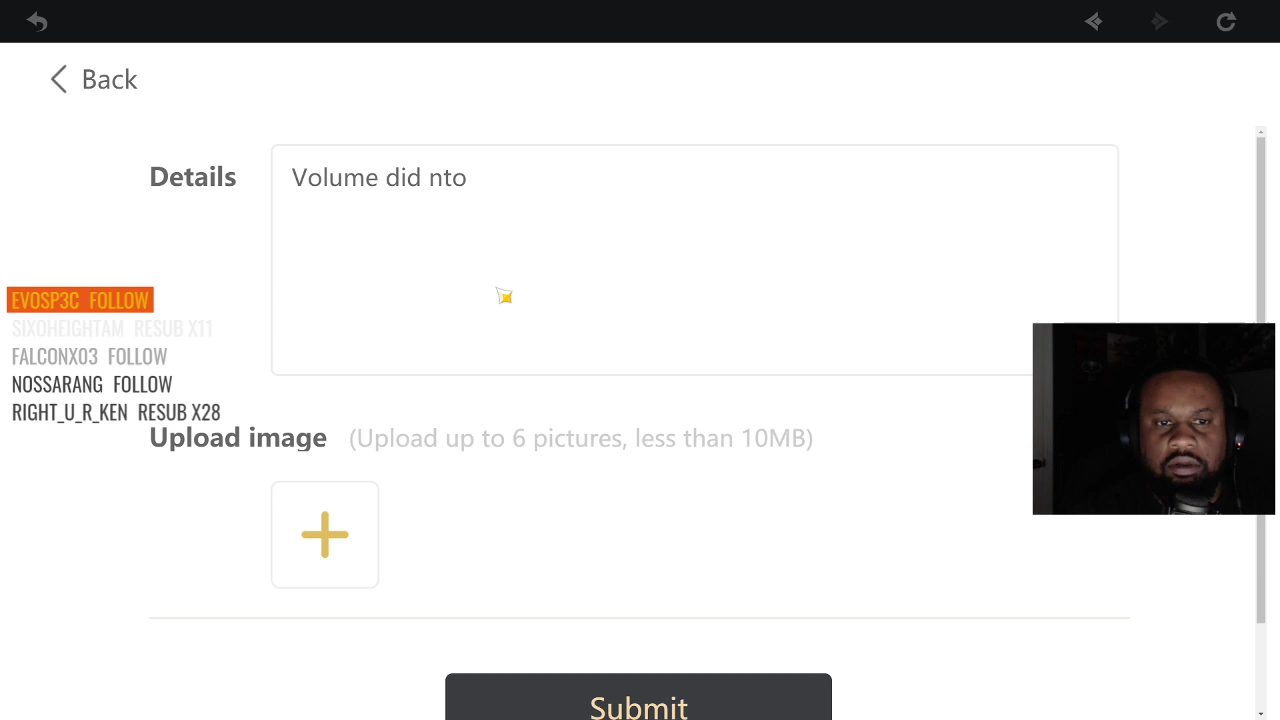 Back
Details
Volume did nto
EVOSP3C FOLLOW
SIXOHEIGHTAM RESUB X11
FALCONXO3 FOLLOW
NOSSARANG FOLLOW
RIGHT_U_R_KEN RESUB X28
Upload image (Upload up to 6 pictures, less than 10MB)
Submit